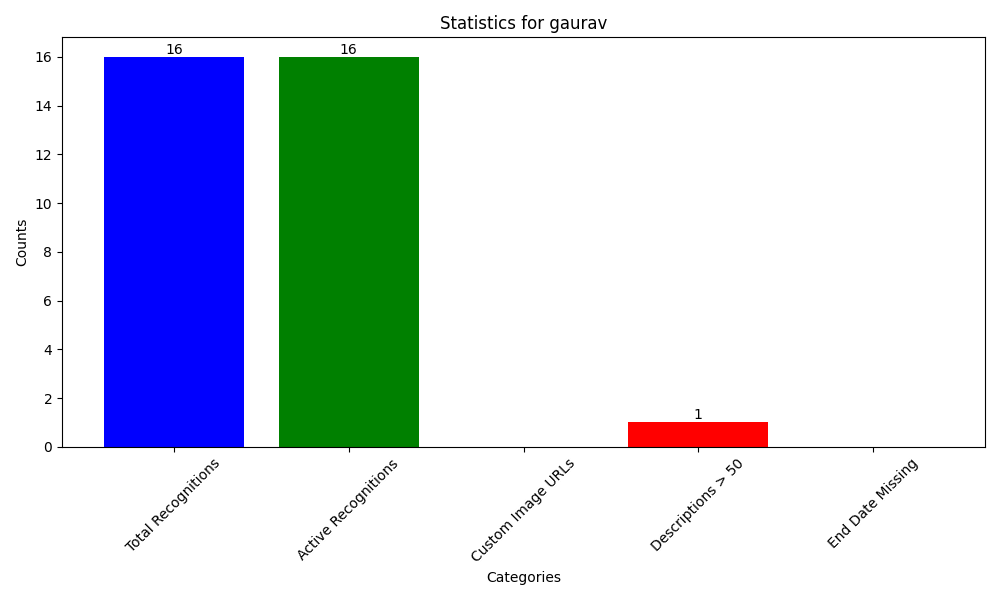 Statistics for gaurav
16
16
1
16
14
12
10
8
6
4
2
0
Counts
Total Recognitions
Active Recognitions
Custom Image URLs
Descriptions > 50
End Date Missing
Categories